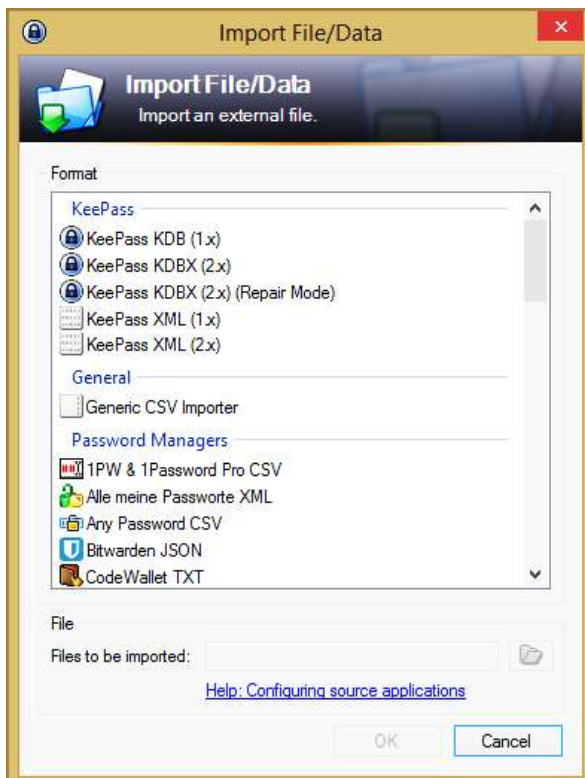 Import File/Data
Import File/Data
Import an external file.
Format
KeePass
KeePass KDB (1.x)
KeePass KDBX (2.x)
KeePass KDBX (2.x) (Repair Mode)
KeePass XML (1.x)
KeePass XML (2.x)
General
Generic CSV Importer
Password Managers
1PW & 1Password Pro CSV
Alle meine Passworte XML
Any Password CSV
Bitwarden JSON
CodeWallet TXT
File
Files to be imported:
Help: Configuring source applications
OK Cancel